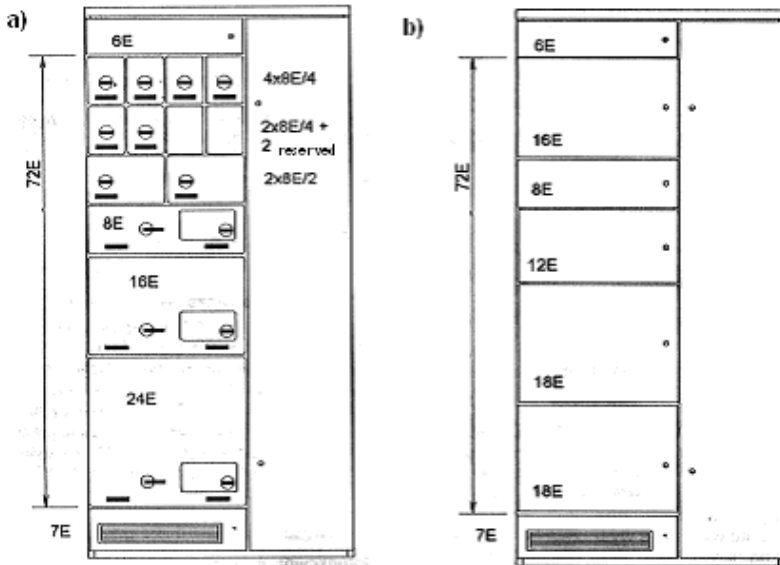 a)
6E
4x8E/4
2x8E/4 +
2 reserved
2x8E/2
72E
8E
16E
24E
7E
b)
6E
16E
72E
8E
12E
18E
18E
7E